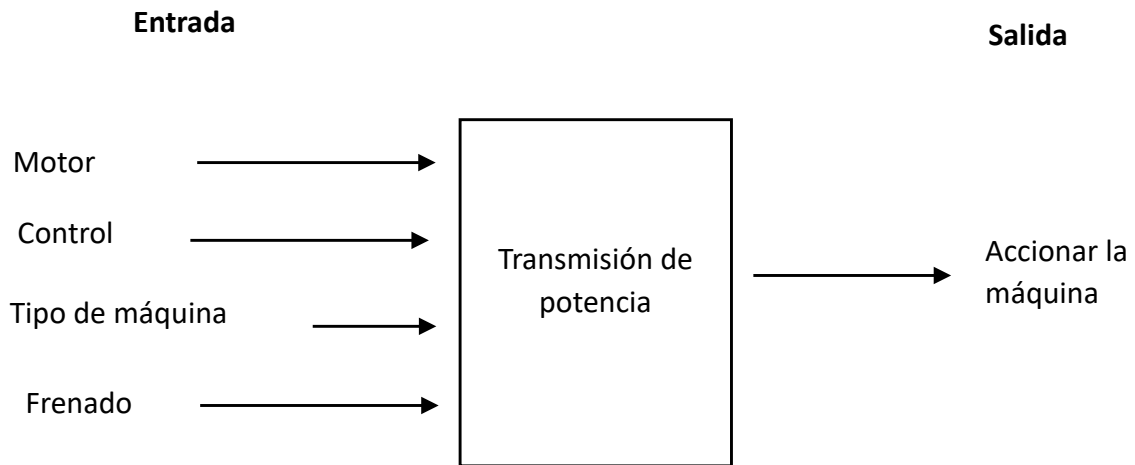 Entrada
Salida
Motor
Control
Tipo de máquina
Frenado
Transmisión de
potencia
Accionar la
máquina